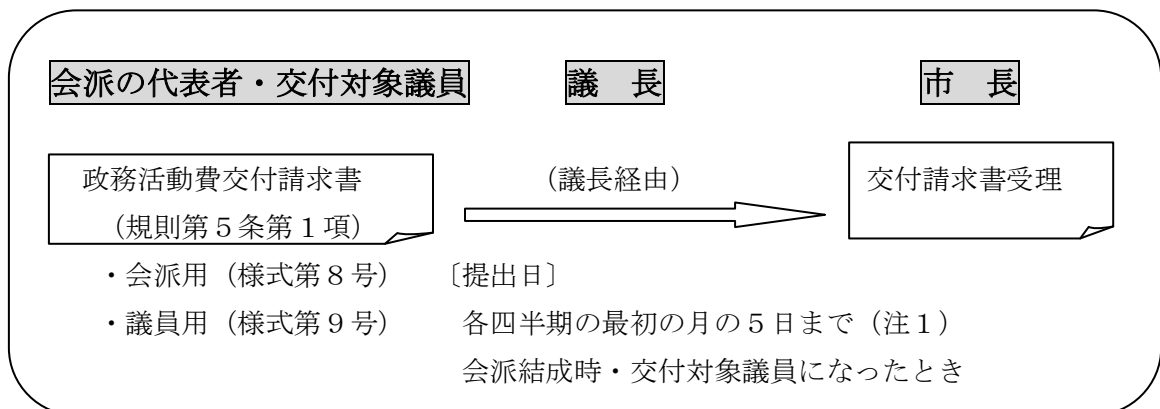 会派の代表者・交付対象議員　議　長　市　長
政務活動費交付請求書　（議長経由）　交付請求書受理
（規則第５条第１項）
・会派用（様式第８号）　〔提出日〕
・議員用（様式第９号）　各四半期の最初の月の５日まで（注１）
会派結成時・交付対象議員になったとき